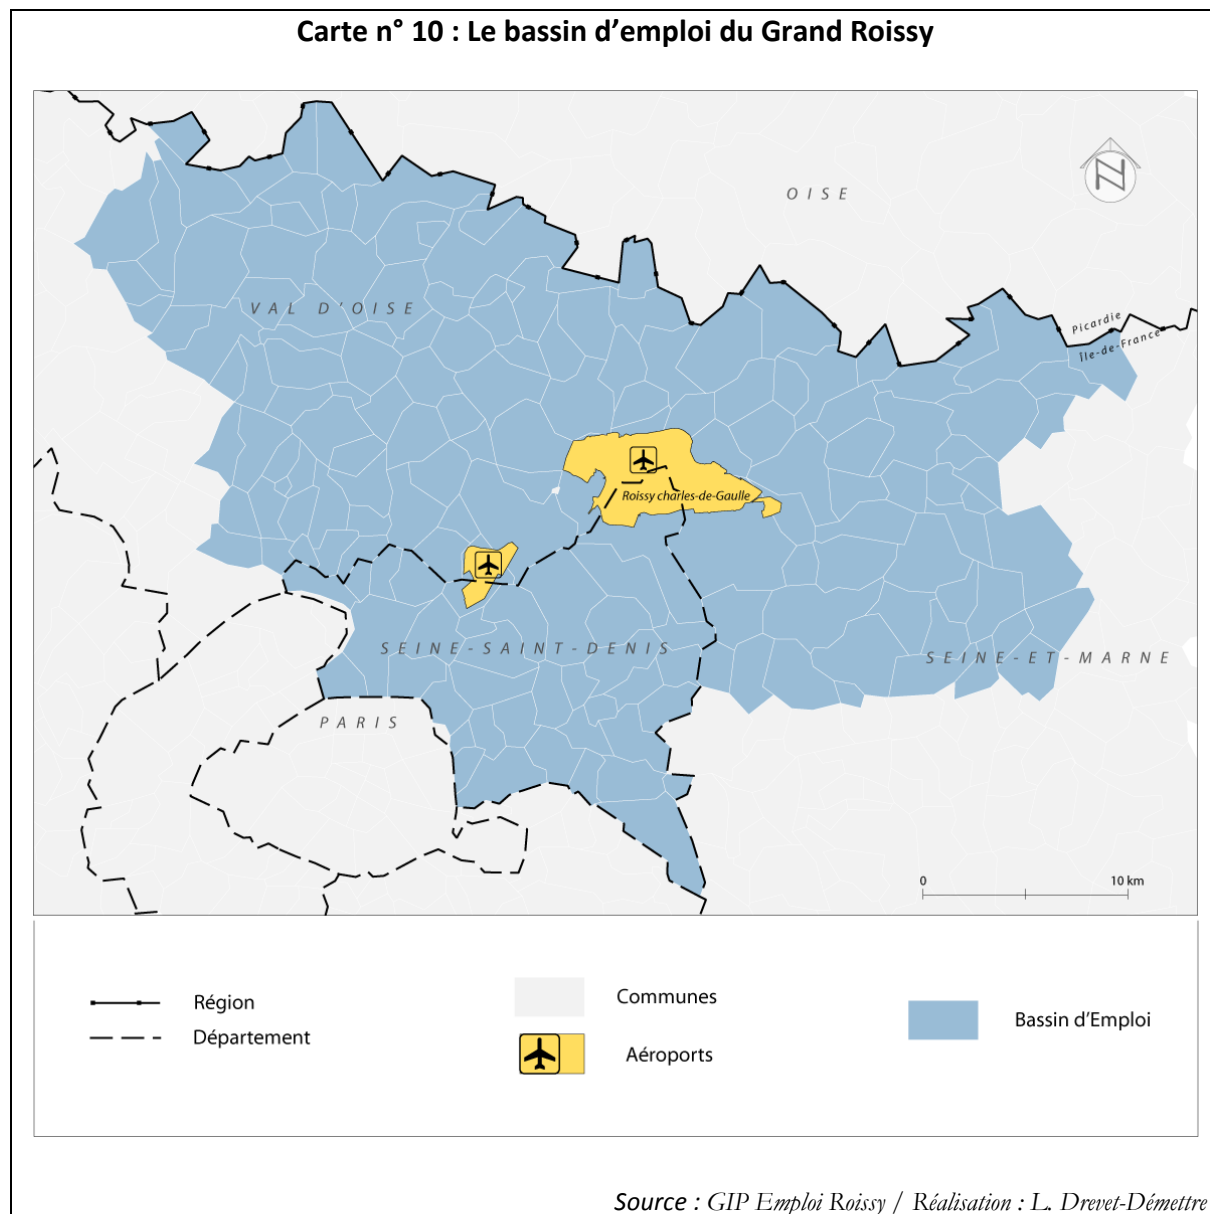 Carte n° 10 : Le bassin d’emploi du Grand Roissy
N
OISE
VAL D'OISE
Picardie
Île-de-France
Roissy charles-de-Gaulle
SEINE-SAINT-DENIS
SEINE-ET-MARNE
PARIS
0 10 km
Région
Département
Communes
Aéroports
Bassin d’Emploi
Source : GIP Emploi Roissy / Réalisation : L. Drevet-Démettre